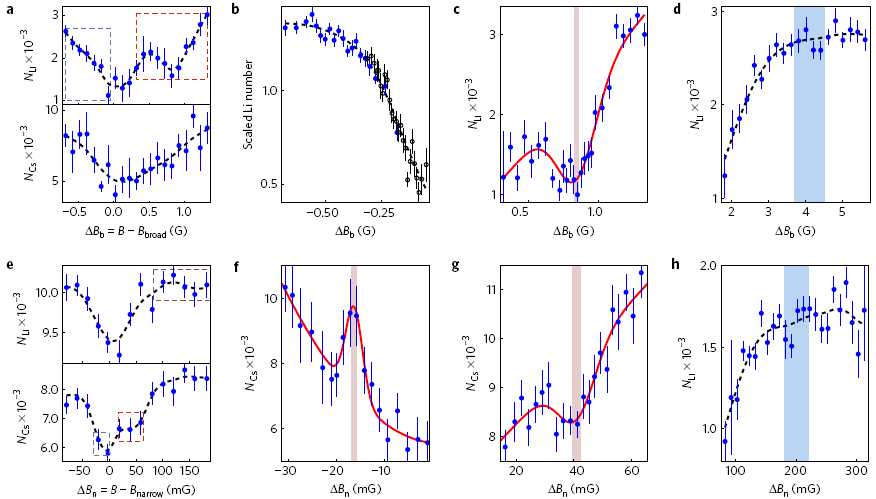 a
3
2
1
N_Li × 10⁻³
10
5
N_Cs × 10⁻³
−0.5 0.0 0.5 1.0
ΔB_b = B − B_broad (G)
b
1.0
0.5
Scaled Li number
−0.50 −0.25
ΔB_b (G)
c
3
2
1
N_Li × 10⁻³
0.5 1.0
ΔB_b (G)
d
3
2
1
N_Li × 10⁻³
2 3 4 5
ΔB_b (G)
e
10.0
9.5
N_Li × 10⁻³
8.0
7.0
6.0
N_Cs × 10⁻³
−50 0 50 100 150
ΔB_n = B − B_narrow (mG)
f
10
8
6
N_Cs × 10⁻³
−30 −20 −10
ΔB_n (mG)
g
11
10
9
8
N_Cs × 10⁻³
20 40 60
ΔB_n (mG)
h
2.0
1.5
1.0
N_Li × 10⁻³
100 200 300
ΔB_n (mG)